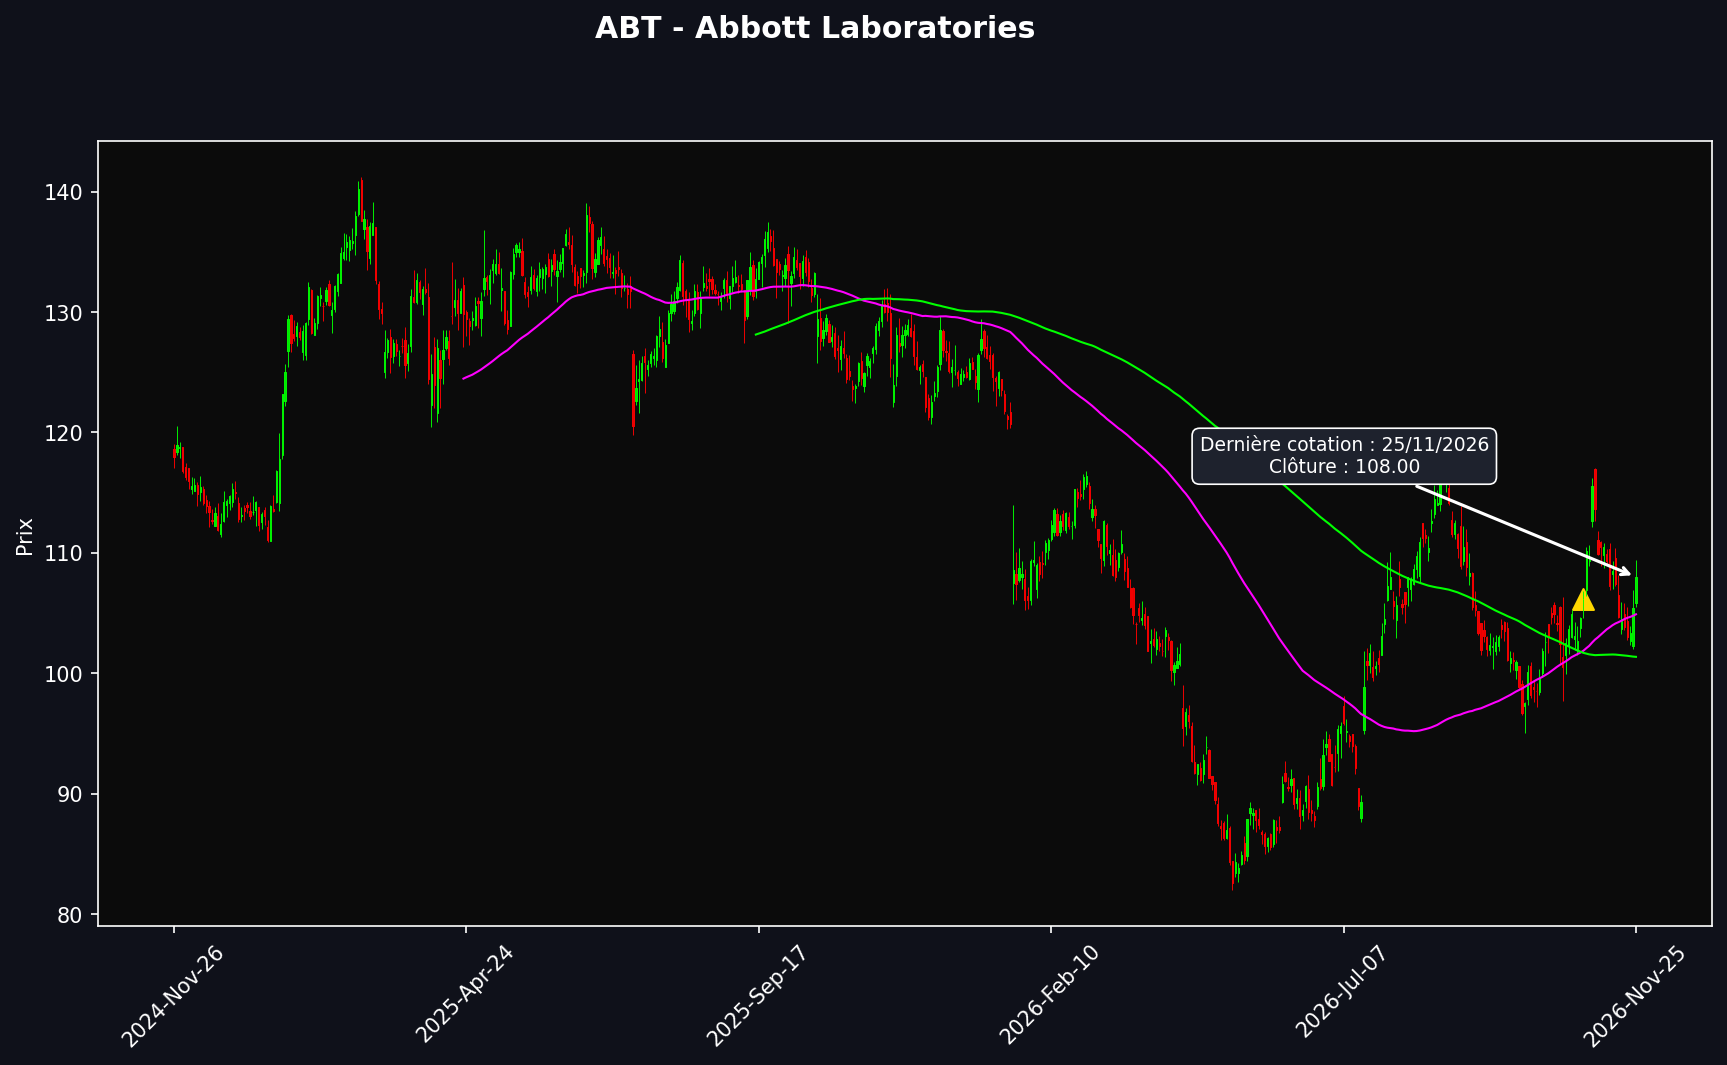 ABT - Abbott Laboratories
Prix
140
130
120
110
100
90
80
Dernière cotation : 25/11/2026
Clôture : 108.00
2024-Nov-26
2025-Apr-24
2025-Sep-17
2026-Feb-10
2026-Jul-07
2026-Nov-25